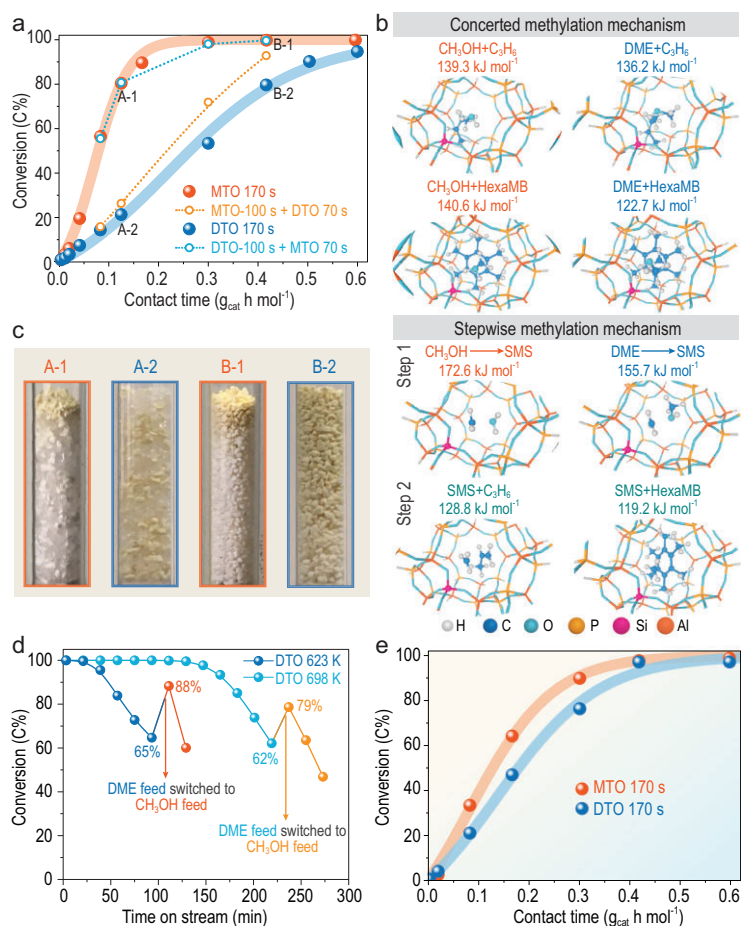 a
Conversion (C%)
100
80
60
40
20
0
0.0 0.1 0.2 0.3 0.4 0.5 0.6
Contact time (gcat h mol⁻¹)
A-1
A-2
B-1
B-2
MTO 170 s
MTO-100 s + DTO 70 s
DTO 170 s
DTO-100 s + MTO 70 s
b
Concerted methylation mechanism
CH₃OH+C₃H₆
139.3 kJ mol⁻¹
DME+C₃H₆
136.2 kJ mol⁻¹
CH₃OH+HexaMB
140.6 kJ mol⁻¹
DME+HexaMB
122.7 kJ mol⁻¹
Stepwise methylation mechanism
Step 1
CH₃OH → SMS
172.6 kJ mol⁻¹
DME → SMS
155.7 kJ mol⁻¹
Step 2
SMS+C₃H₆
128.8 kJ mol⁻¹
SMS+HexaMB
119.2 kJ mol⁻¹
H C O P Si Al
c
A-1 A-2 B-1 B-2
d
Conversion (C%)
100
80
60
40
20
0
0 50 100 150 200 250 300
Time on stream (min)
DTO 623 K
DTO 698 K
88%
65%
79%
62%
DME feed switched to
CH₃OH feed
DME feed switched to
CH₃OH feed
e
Conversion (C%)
100
80
60
40
20
0
0.0 0.1 0.2 0.3 0.4 0.5 0.6
Contact time (gcat h mol⁻¹)
MTO 170 s
DTO 170 s